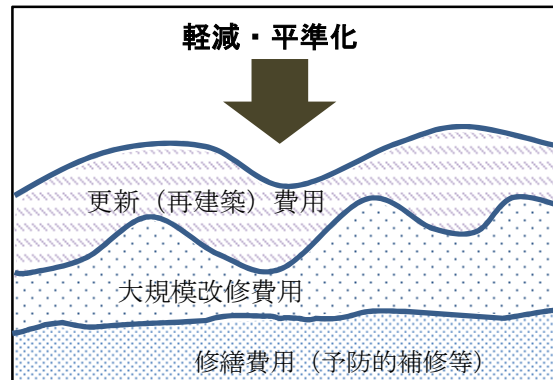 軽減・平準化
更新（再建築）費用
大規模改修費用
修繕費用（予防的補修等）